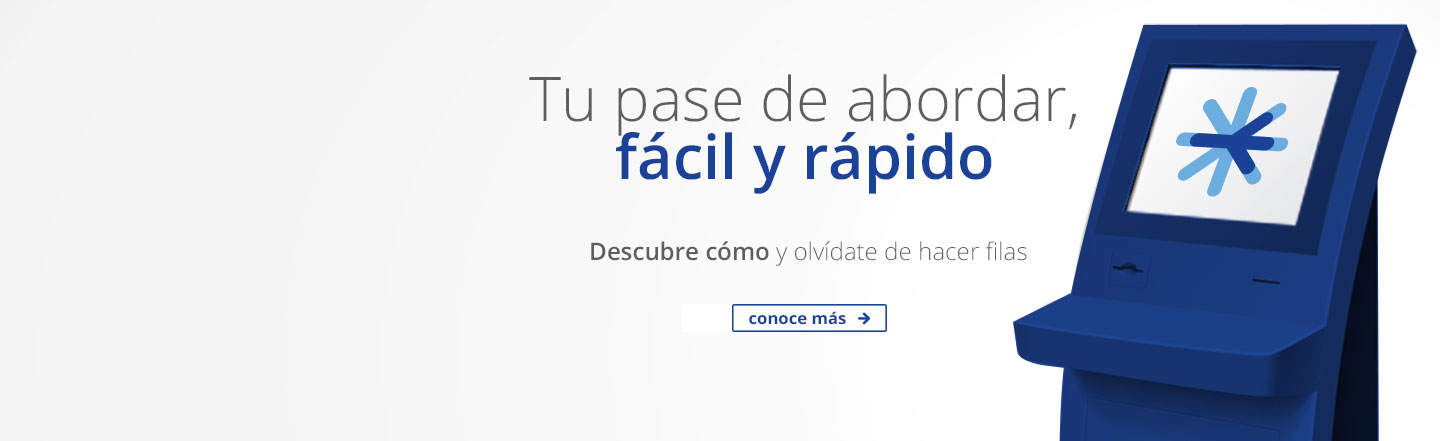 Tu pase de abordar,
fácil y rápido
Descubre cómo y olvídate de hacer filas
conoce más